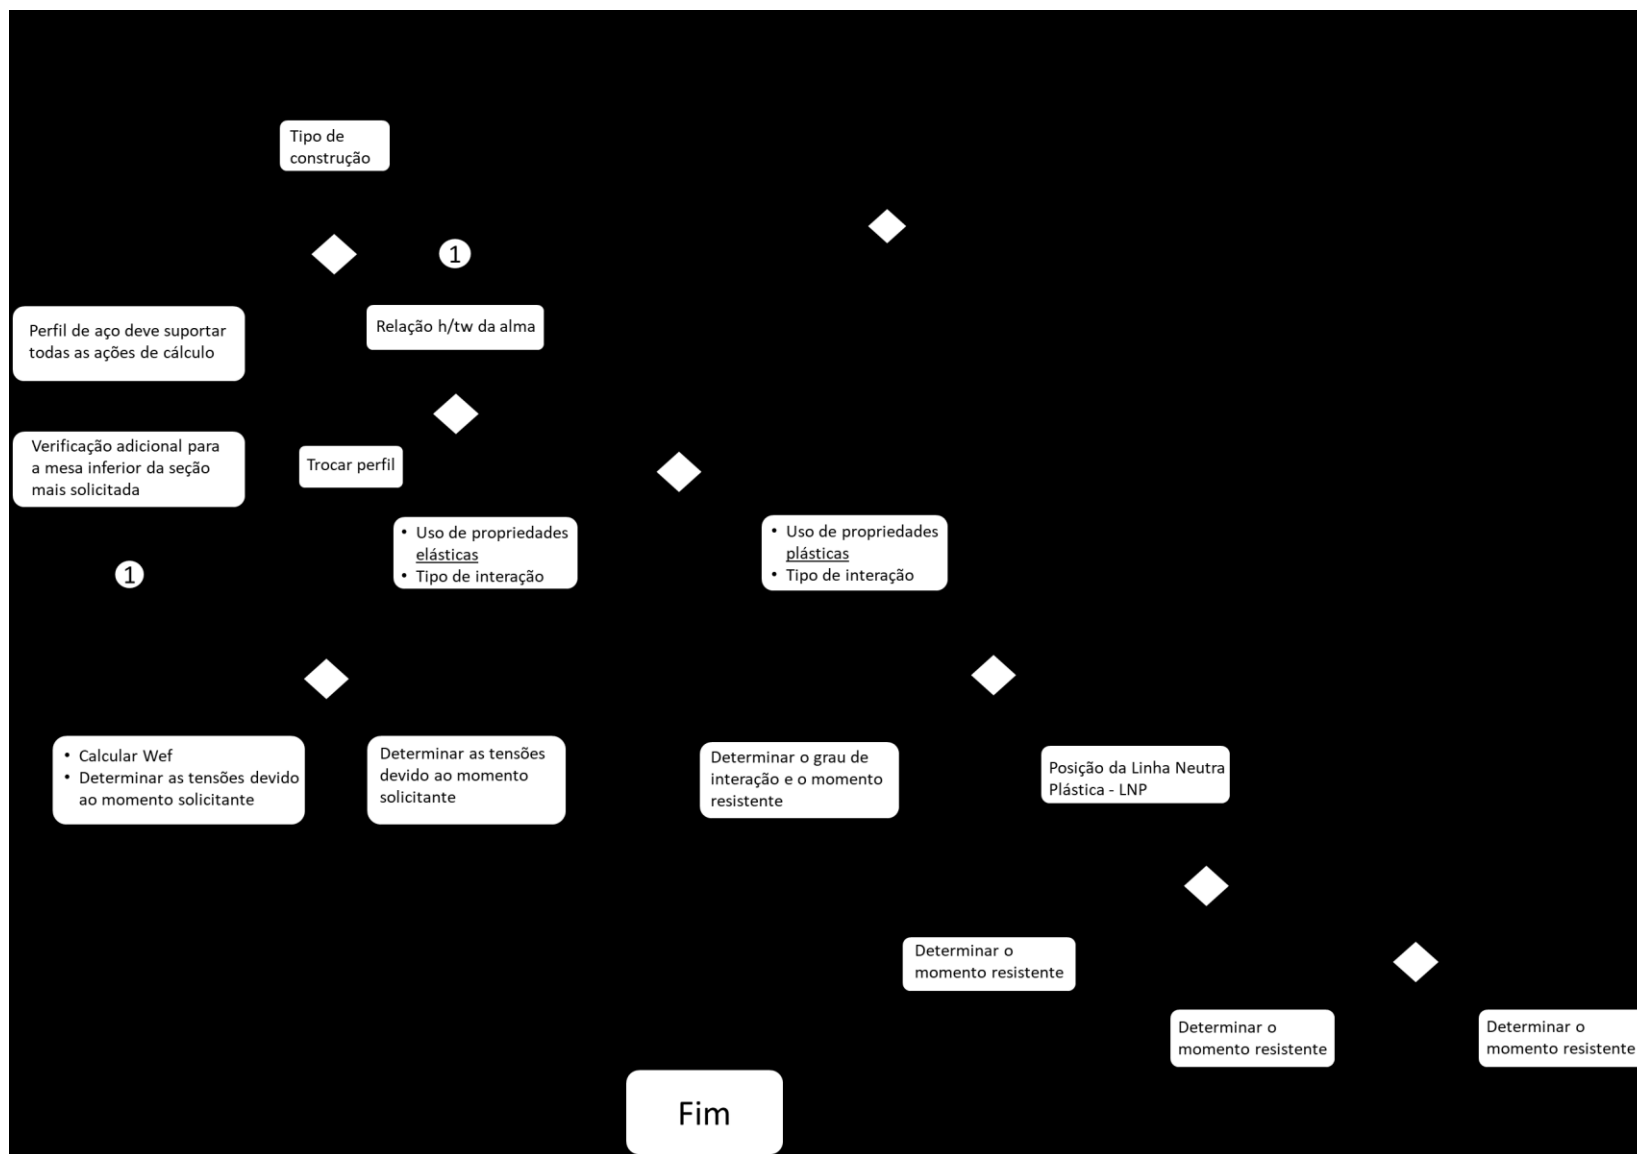 Tipo de
construção
1
Perfil de aço deve suportar
todas as ações de cálculo
Relação h/tw da alma
Verificação adicional para
a mesa inferior da seção
mais solicitada
Trocar perfil
• Uso de propriedades
elásticas
• Tipo de interação
• Uso de propriedades
plásticas
• Tipo de interação
1
• Calcular Wef
• Determinar as tensões devido
ao momento solicitante
Determinar as tensões
devido ao momento
solicitante
Determinar o grau de
interação e o momento
resistente
Posição da Linha Neutra
Plástica - LNP
Determinar o
momento resistente
Determinar o
momento resistente
Determinar o
momento resistente
Fim